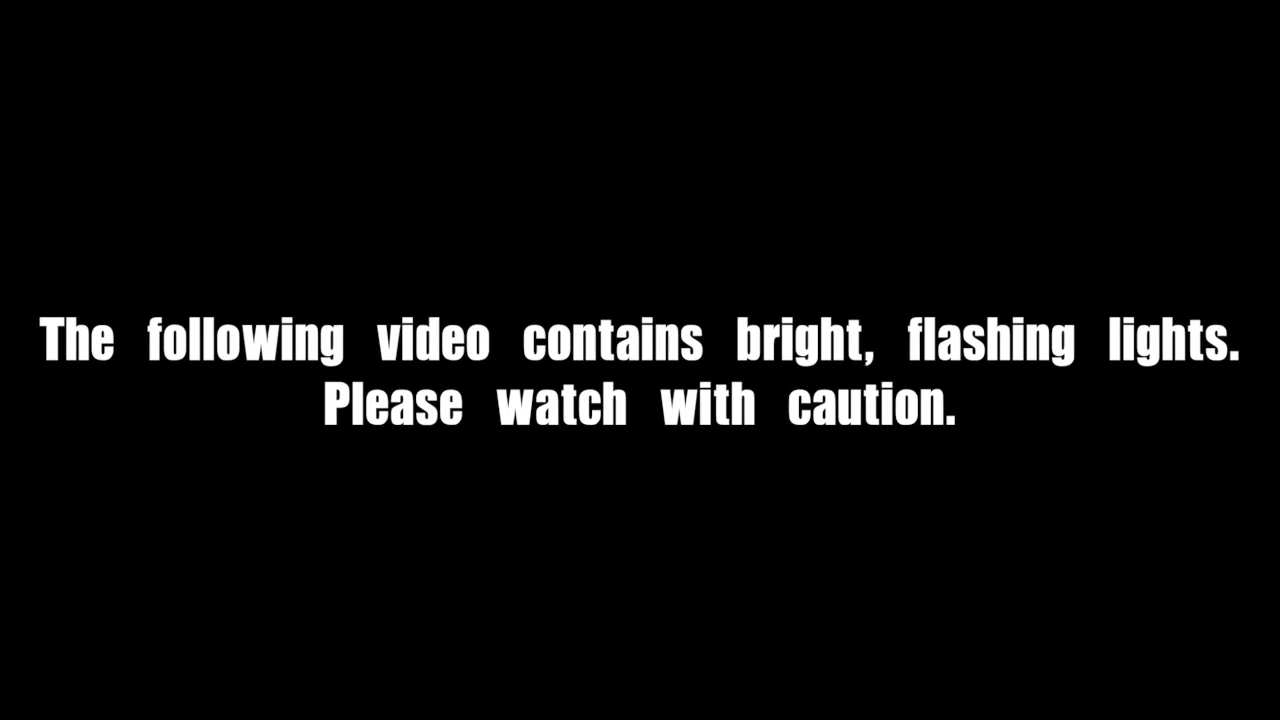 The following video contains bright, flashing lights.
Please watch with caution.